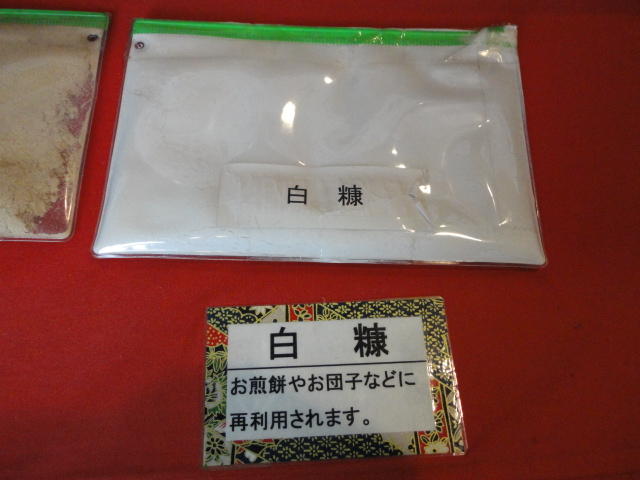 白 糠
白 糠
お煎餅やお団子などに
再利用されます。